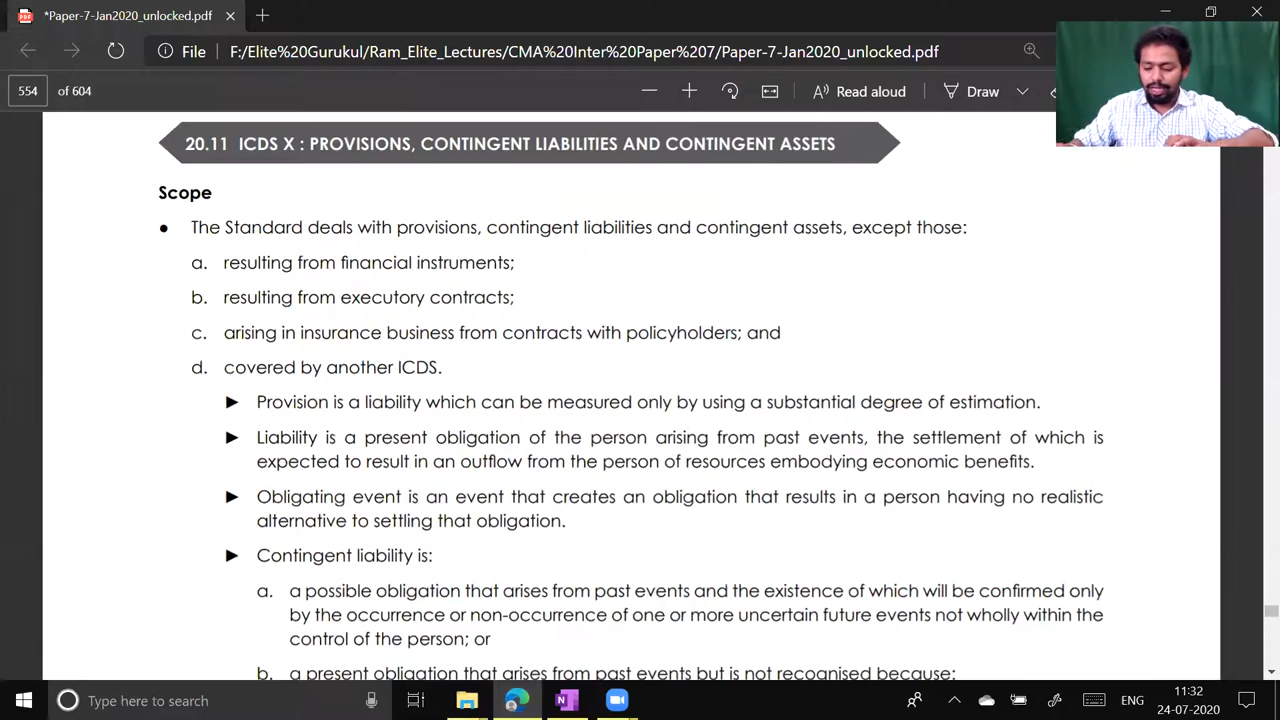 *Paper-7-Jan2020_unlocked.pdf
File F:/Elite%20Gurukul/Ram_Elite_Lectures/CMA%20Inter%20Paper%207/Paper-7-Jan2020_unlocked.pdf
554 of 604 Read aloud Draw
20.11 ICDS X : PROVISIONS, CONTINGENT LIABILITIES AND CONTINGENT ASSETS
Scope
● The Standard deals with provisions, contingent liabilities and contingent assets, except those:
a. resulting from financial instruments;
b. resulting from executory contracts;
c. arising in insurance business from contracts with policyholders; and
d. covered by another ICDS.
► Provision is a liability which can be measured only by using a substantial degree of estimation.
► Liability is a present obligation of the person arising from past events, the settlement of which is
expected to result in an outflow from the person of resources embodying economic benefits.
► Obligating event is an event that creates an obligation that results in a person having no realistic
alternative to settling that obligation.
► Contingent liability is:
a. a possible obligation that arises from past events and the existence of which will be confirmed only
by the occurrence or non-occurrence of one or more uncertain future events not wholly within the
control of the person; or
b. a present obligation that arises from past events but is not recognised because:
Type here to search
ENG
11:32
24-07-2020